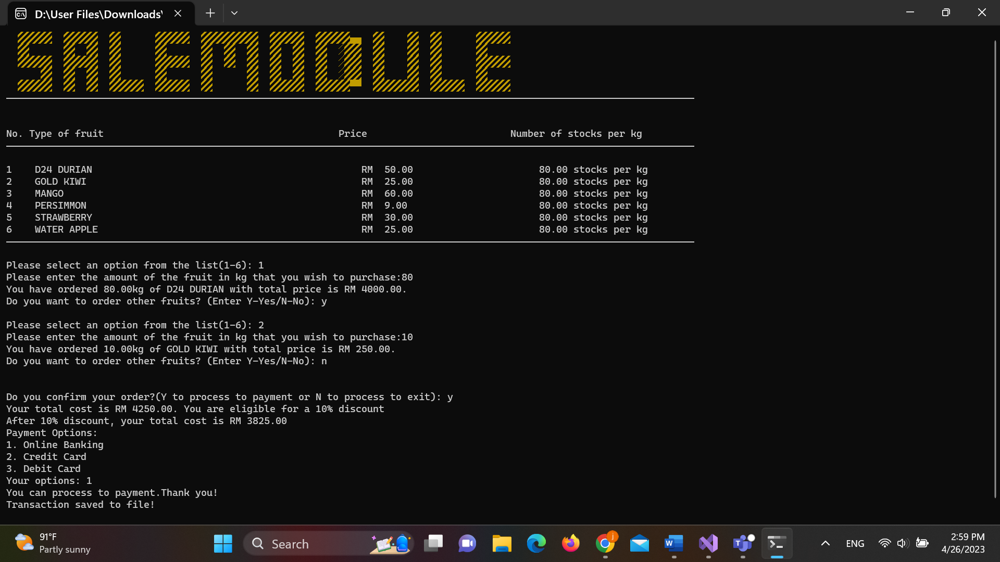 D:\User Files\Downloads\
SALEMODULE
No. Type of fruit Price Number of stocks per kg
1 D24 DURIAN RM 50.00 80.00 stocks per kg
2 GOLD KIWI RM 25.00 80.00 stocks per kg
3 MANGO RM 60.00 80.00 stocks per kg
4 PERSIMMON RM 9.00 80.00 stocks per kg
5 STRAWBERRY RM 30.00 80.00 stocks per kg
6 WATER APPLE RM 25.00 80.00 stocks per kg
Please select an option from the list(1-6): 1
Please enter the amount of the fruit in kg that you wish to purchase:80
You have ordered 80.00kg of D24 DURIAN with total price is RM 4000.00.
Do you want to order other fruits? (Enter Y-Yes/N-No): y
Please select an option from the list(1-6): 2
Please enter the amount of the fruit in kg that you wish to purchase:10
You have ordered 10.00kg of GOLD KIWI with total price is RM 250.00.
Do you want to order other fruits? (Enter Y-Yes/N-No): n
Do you confirm your order?(Y to process to payment or N to process to exit): y
Your total cost is RM 4250.00. You are eligible for a 10% discount
After 10% discount, your total cost is RM 3825.00
Payment Options:
1. Online Banking
2. Credit Card
3. Debit Card
Your options: 1
You can process to payment.Thank you!
Transaction saved to file!
91°F
Partly sunny
Search
ENG
2:59 PM
4/26/2023